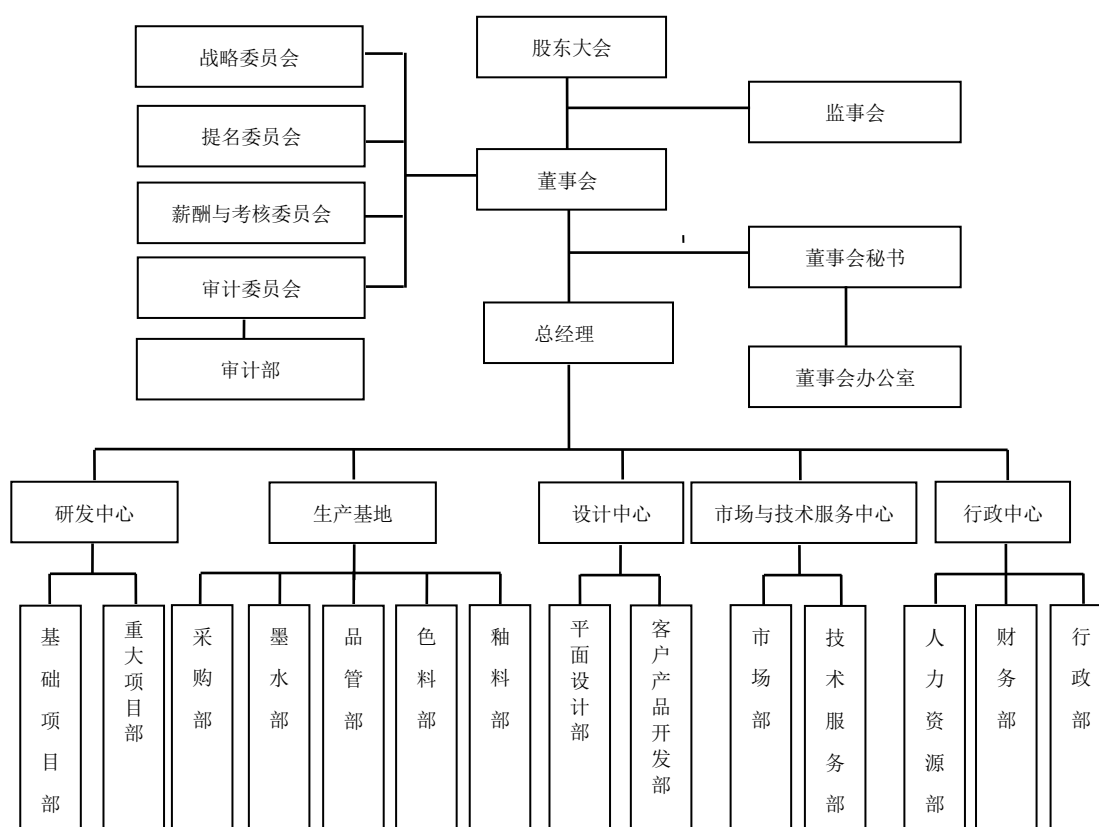 股东大会
战略委员会
监事会
提名委员会
董事会
薪酬与考核委员会
董事会秘书
审计委员会
总经理
审计部
董事会办公室
研发中心
生产基地
设计中心
市场与技术服务中心
行政中心
基础项目部
重大项目部
采购部
墨水部
品管部
色料部
釉料部
平面设计部
客户产品开发部
市场部
技术服务部
人力资源部
财务部
行政部